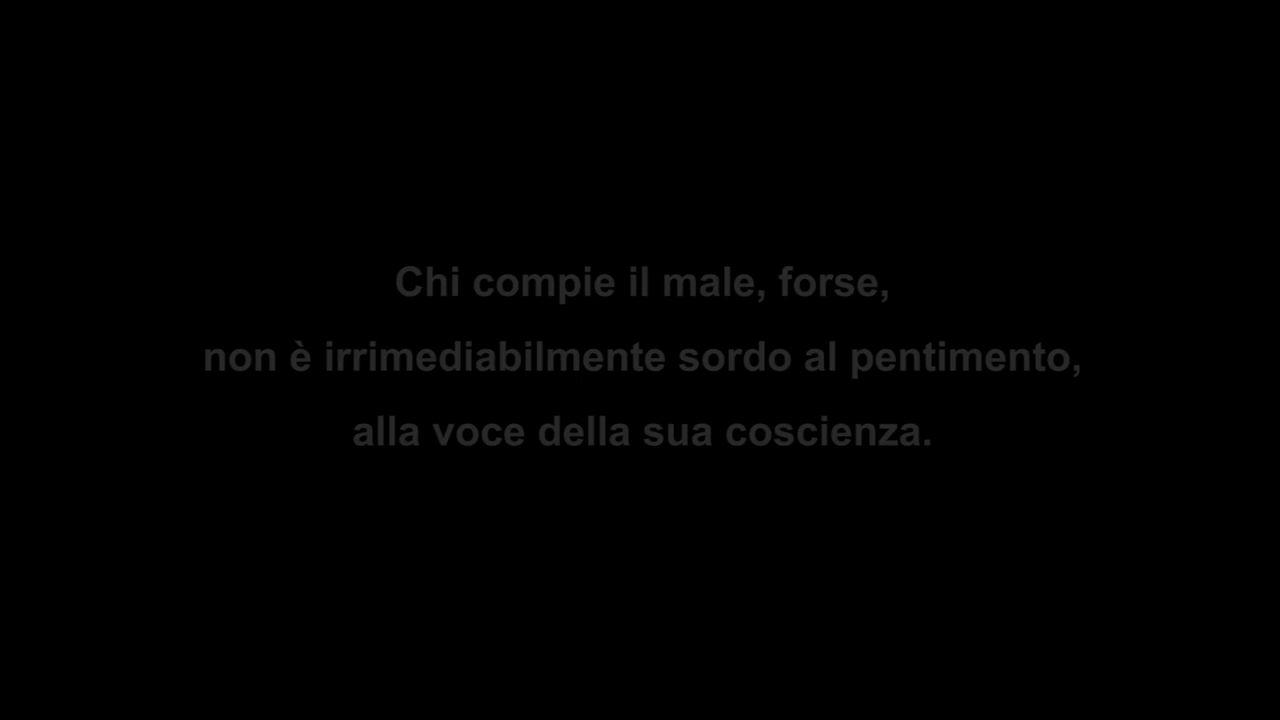 Chi compie il male, forse,
non è irrimediabilmente sordo al pentimento,
alla voce della sua coscienza.